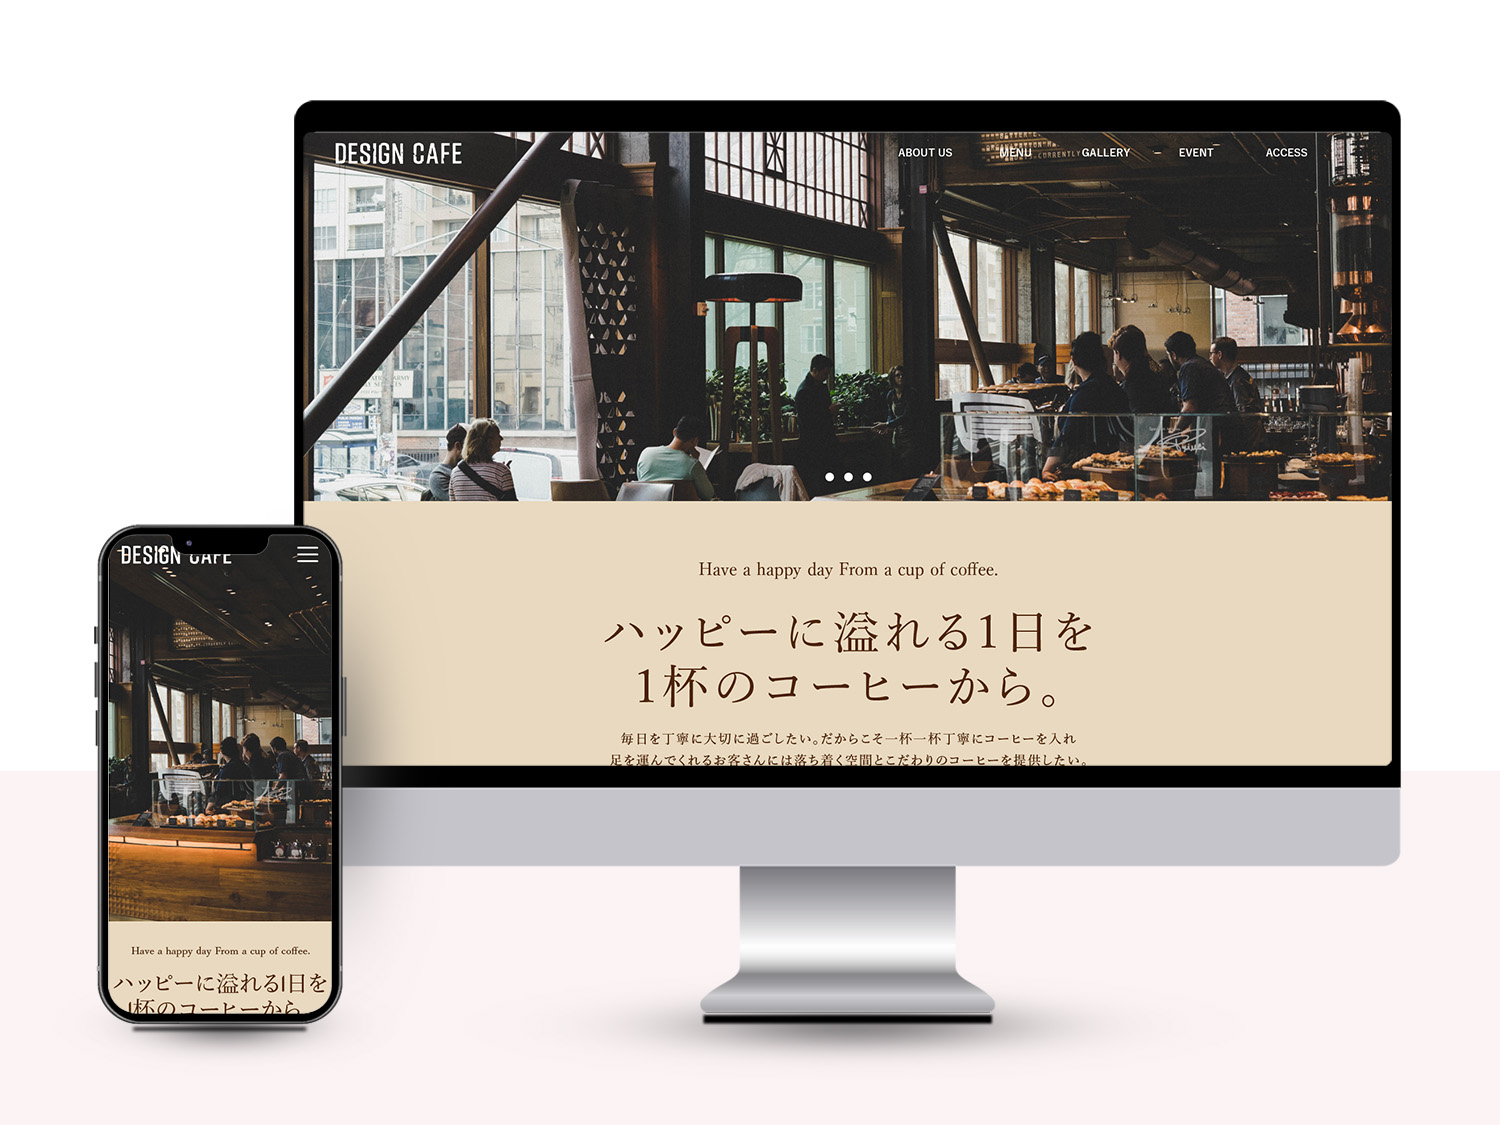 DESIGN CAFE
ABOUT US MENU GALLERY EVENT ACCESS
CURRENTLY
Have a happy day From a cup of coffee.
ハッピーに溢れる1日を
1杯のコーヒーから。
毎日を丁寧に大切に過ごしたい。だからこそ一杯一杯丁寧にコーヒーを入れ
足を運んでくれるお客さんには落ち着く空間とこだわりのコーヒーを提供したい。
DESIGN CAFE
Have a happy day From a cup of coffee.
ハッピーに溢れる1日を
1杯のコーヒーから。